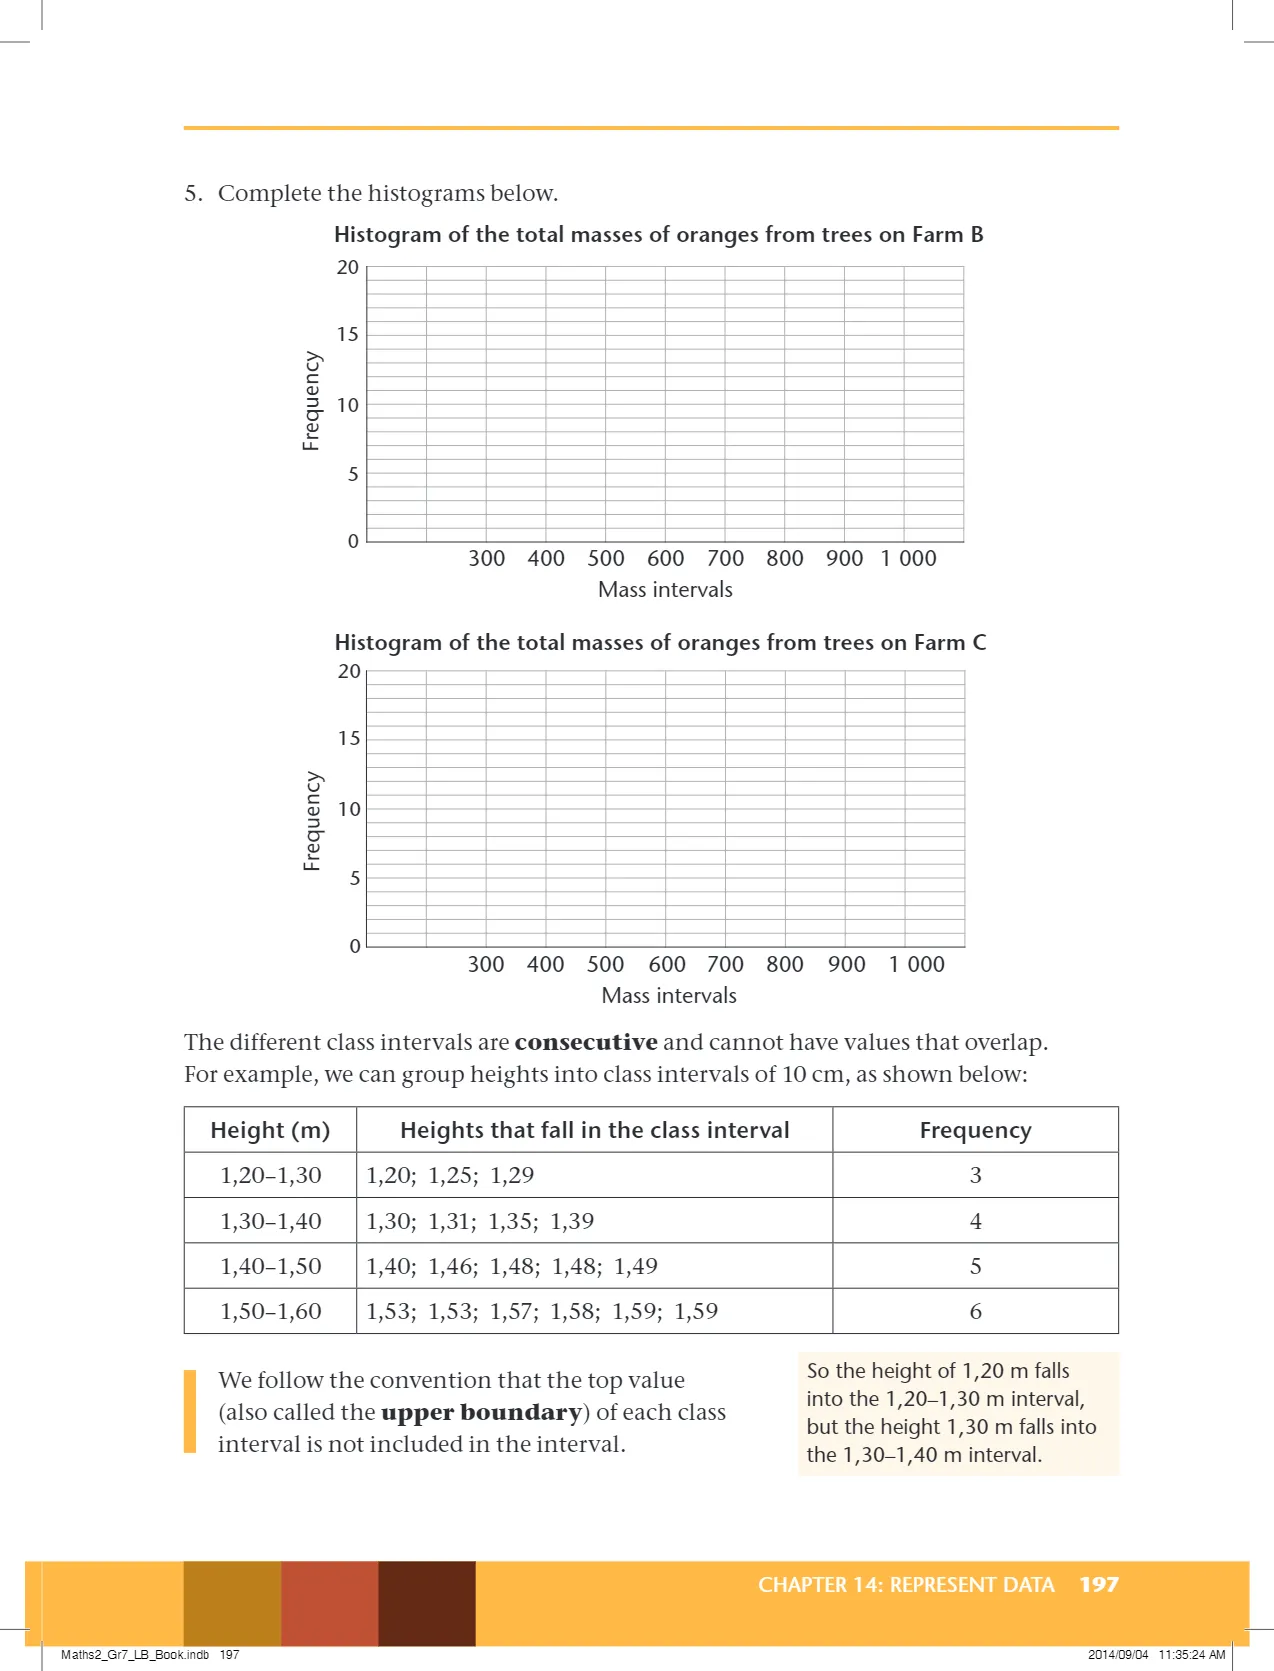 5. Complete the histograms below.
Histogram of the total masses of oranges from trees on Farm B
20
15
10
5
0
Frequency
300 400 500 600 700 800 900 1 000
Mass intervals
Histogram of the total masses of oranges from trees on Farm C
20
15
10
5
0
Frequency
300 400 500 600 700 800 900 1 000
Mass intervals
The different class intervals are consecutive and cannot have values that overlap.
For example, we can group heights into class intervals of 10 cm, as shown below:
Height (m) Heights that fall in the class interval Frequency
1,20–1,30 1,20; 1,25; 1,29 3
1,30–1,40 1,30; 1,31; 1,35; 1,39 4
1,40–1,50 1,40; 1,46; 1,48; 1,48; 1,49 5
1,50–1,60 1,53; 1,53; 1,57; 1,58; 1,59; 1,59 6
We follow the convention that the top value
(also called the upper boundary) of each class
interval is not included in the interval.
So the height of 1,20 m falls
into the 1,20–1,30 m interval,
but the height 1,30 m falls into
the 1,30–1,40 m interval.
CHAPTER 14: REPRESENT DATA 197
Maths2_Gr7_LB_Book.indb 197 2014/09/04 11:35:24 AM